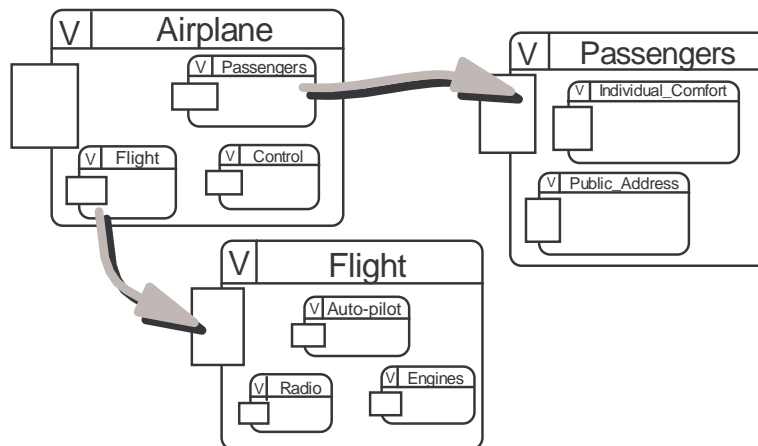 V Airplane
V Passengers
V Flight
V Control
V Passengers
V Individual_Comfort
V Public_Address
V Flight
V Auto-pilot
V Radio
V Engines